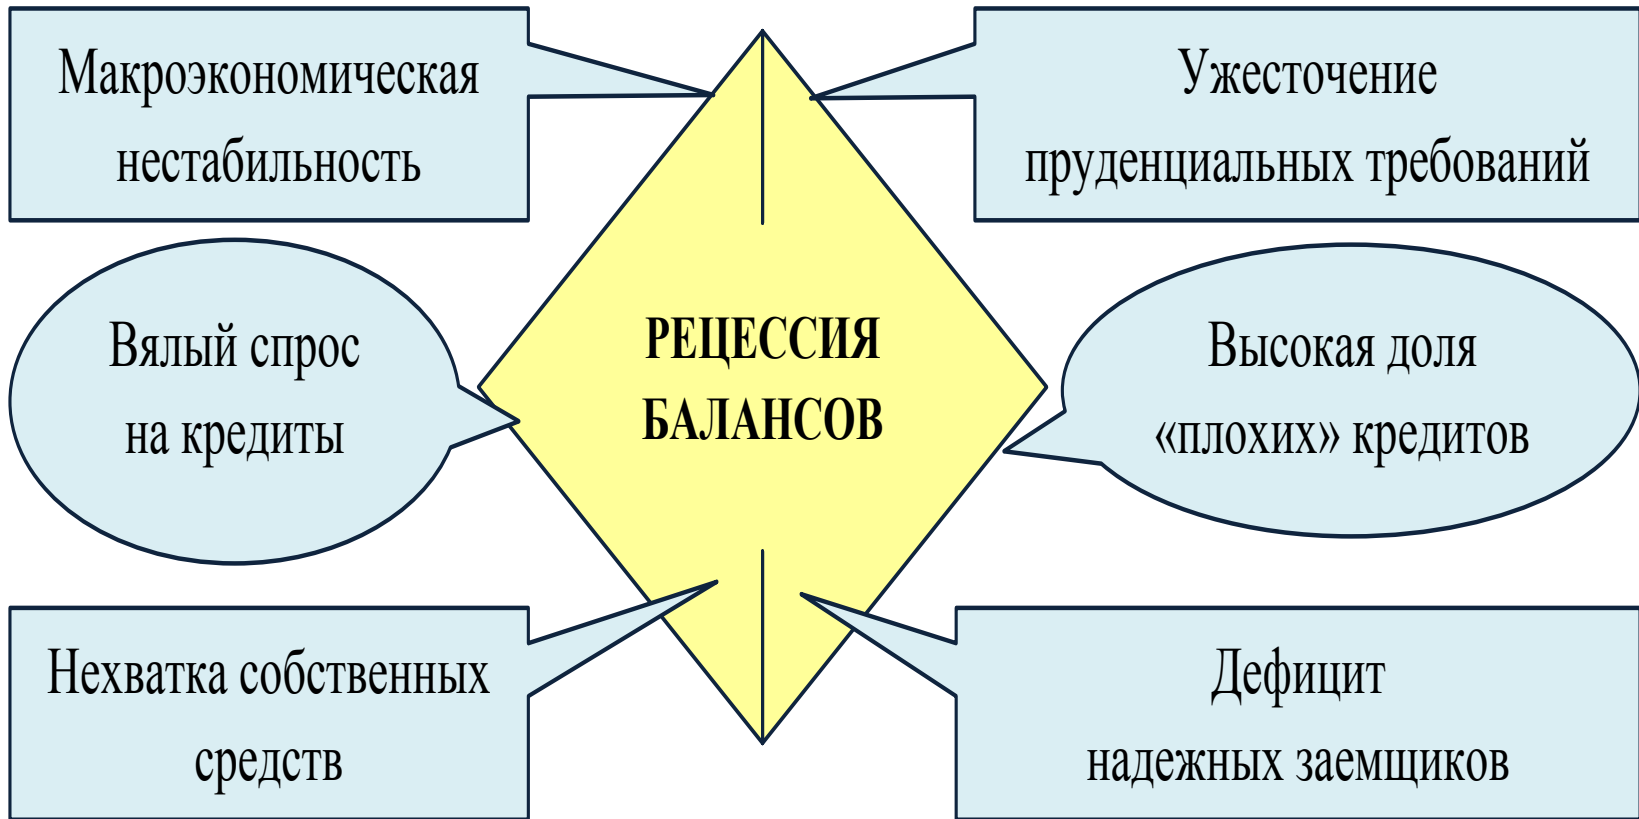 Макроэкономическая
нестабильность
Ужесточение
пруденциальных требований
Вялый спрос
на кредиты
РЕЦЕССИЯ
БАЛАНСОВ
Высокая доля
«плохих» кредитов
Нехватка собственных
средств
Дефицит
надежных заемщиков